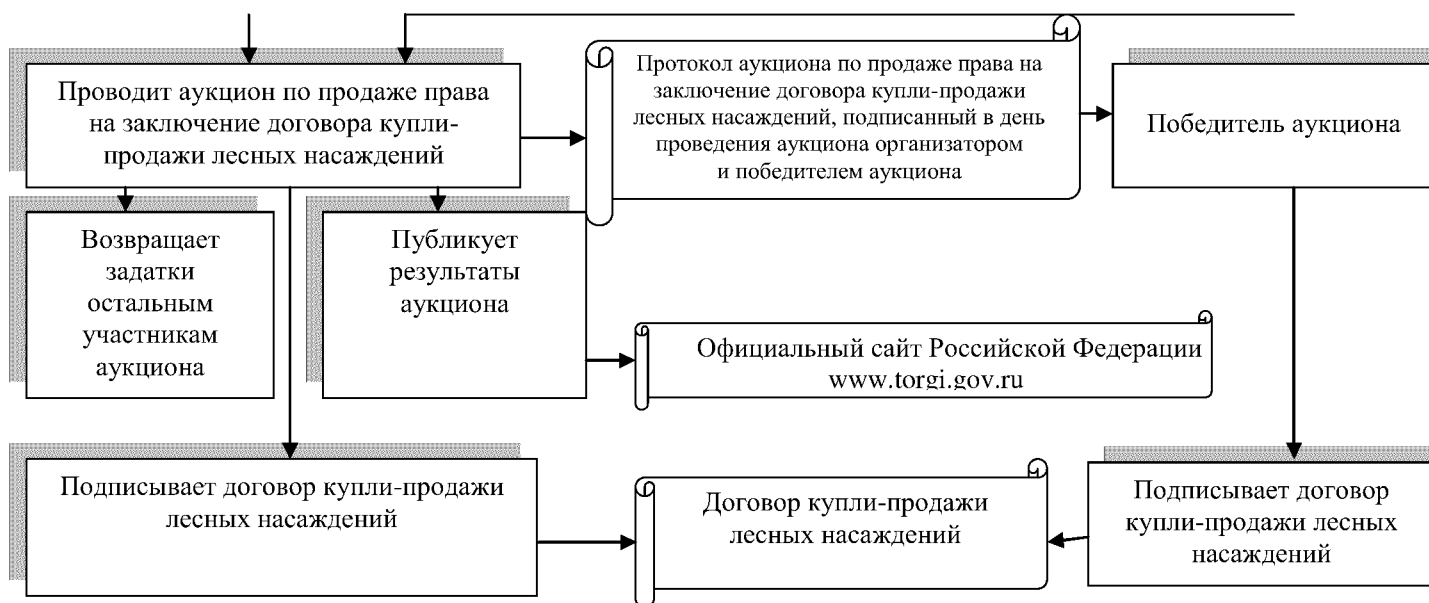 Проводит аукцион по продаже права
на заключение договора купли-
продажи лесных насаждений
Протокол аукциона по продаже права на
заключение договора купли-продажи
лесных насаждений, подписанный в день
проведения аукциона организатором
и победителем аукциона
Победитель аукциона
Возвращает
задатки
остальным
участникам
аукциона
Публикует
результаты
аукциона
Официальный сайт Российской Федерации
www.torgi.gov.ru
Подписывает договор купли-продажи
лесных насаждений
Договор купли-продажи
лесных насаждений
Подписывает договор
купли-продажи лесных
насаждений